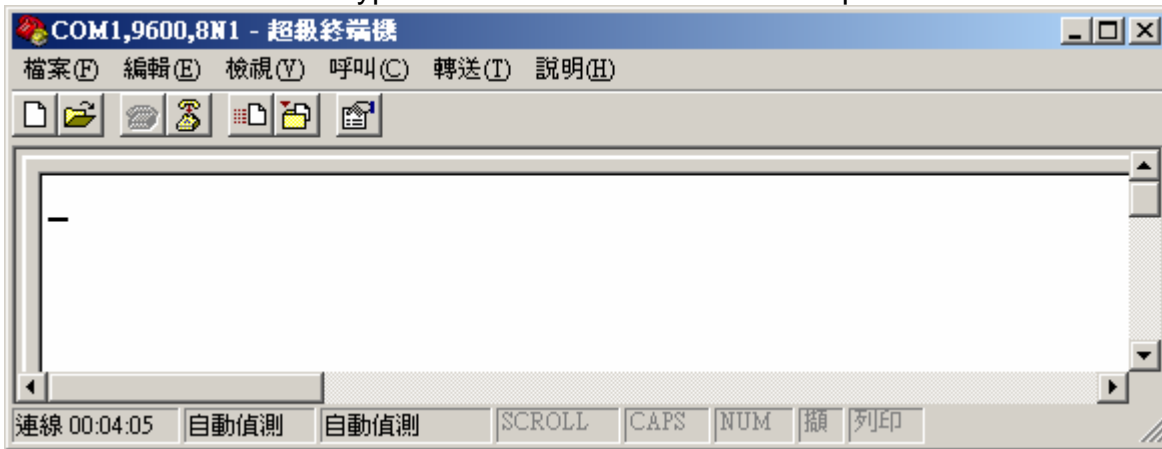 COM1,9600,8N1 - 超級終端機
檔案(F) 編輯(E) 檢視(V) 呼叫(C) 轉送(T) 說明(H)
連線 00:04:05 自動偵測 自動偵測 SCROLL CAPS NUM 擷 列印